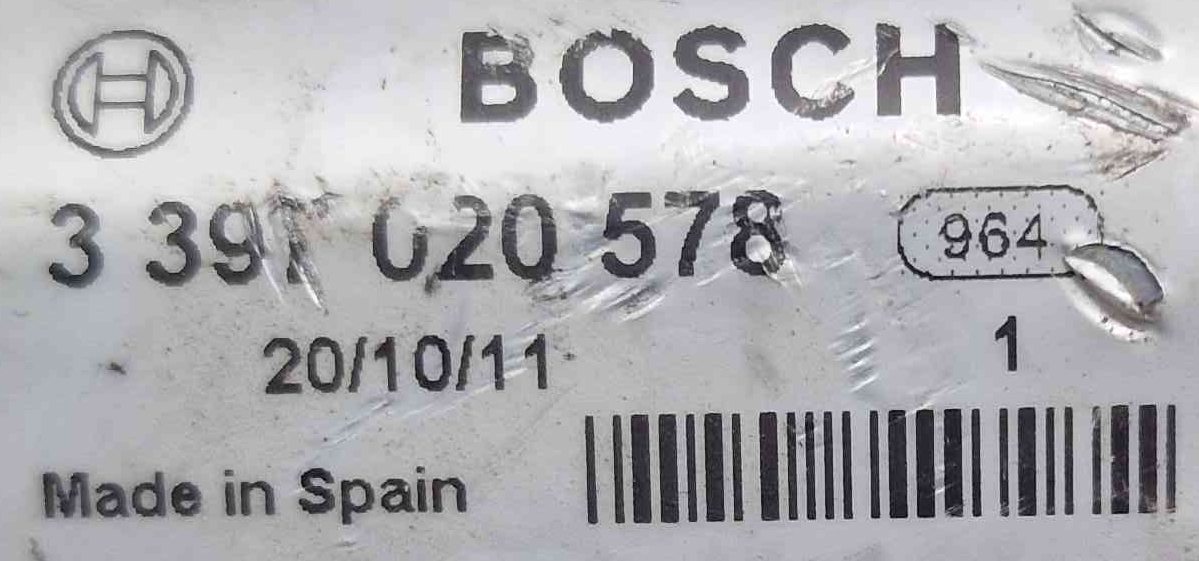 BOSCH
3 397 020 578 964
20/10/11 1
Made in Spain